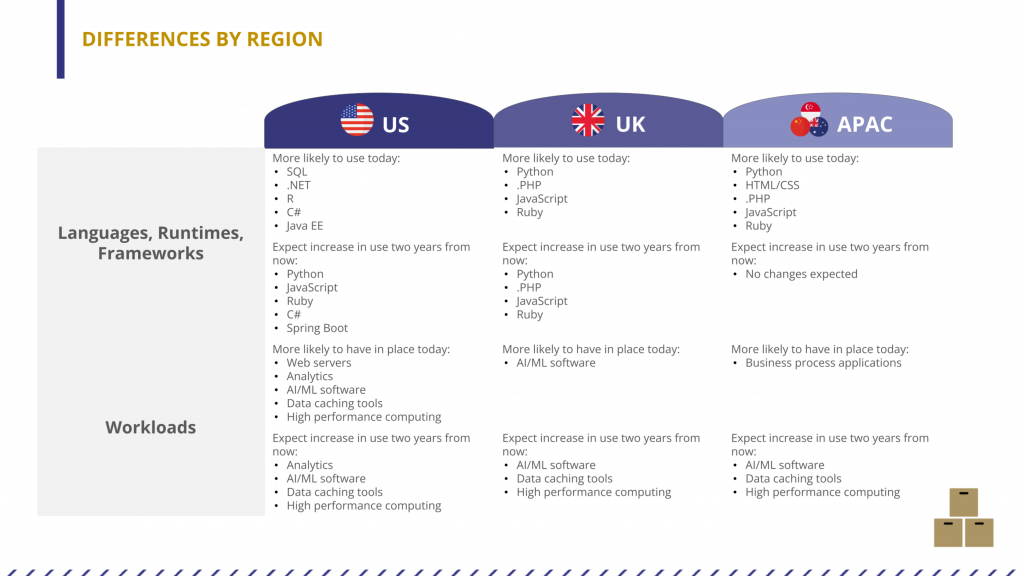 DIFFERENCES BY REGION
US
UK
APAC
Languages, Runtimes,
Frameworks
More likely to use today:
• SQL
• .NET
• R
• C#
• Java EE
Expect increase in use two years from
now:
• Python
• JavaScript
• Ruby
• C#
• Spring Boot
More likely to use today:
• Python
• .PHP
• JavaScript
• Ruby
Expect increase in use two years from
now:
• Python
• .PHP
• JavaScript
• Ruby
More likely to use today:
• Python
• HTML/CSS
• .PHP
• JavaScript
• Ruby
Expect increase in use two years from
now:
• No changes expected
Workloads
More likely to have in place today:
• Web servers
• Analytics
• AI/ML software
• Data caching tools
• High performance computing
Expect increase in use two years from
now:
• Analytics
• AI/ML software
• Data caching tools
• High performance computing
More likely to have in place today:
• AI/ML software
Expect increase in use two years from
now:
• AI/ML software
• Data caching tools
• High performance computing
More likely to have in place today:
• Business process applications
Expect increase in use two years from
now:
• AI/ML software
• Data caching tools
• High performance computing